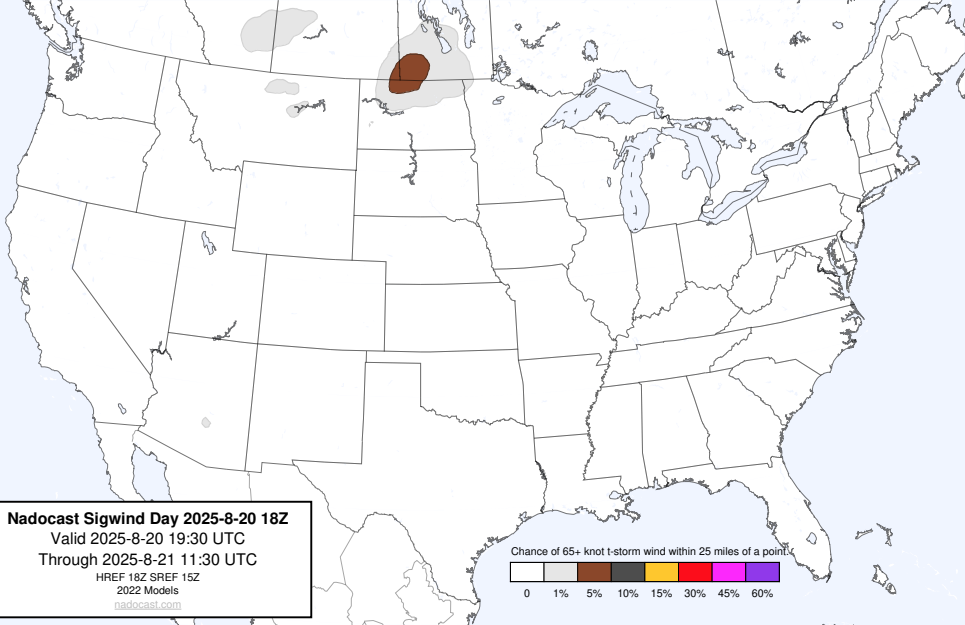 Nadocast Sigwind Day 2025-8-20 18Z
Valid 2025-8-20 19:30 UTC
Through 2025-8-21 11:30 UTC
HREF 18Z SREF 15Z
2022 Models
nadocast.com
Chance of 65+ knot t-storm wind within 25 miles of a point.
0 1% 5% 10% 15% 30% 45% 60%